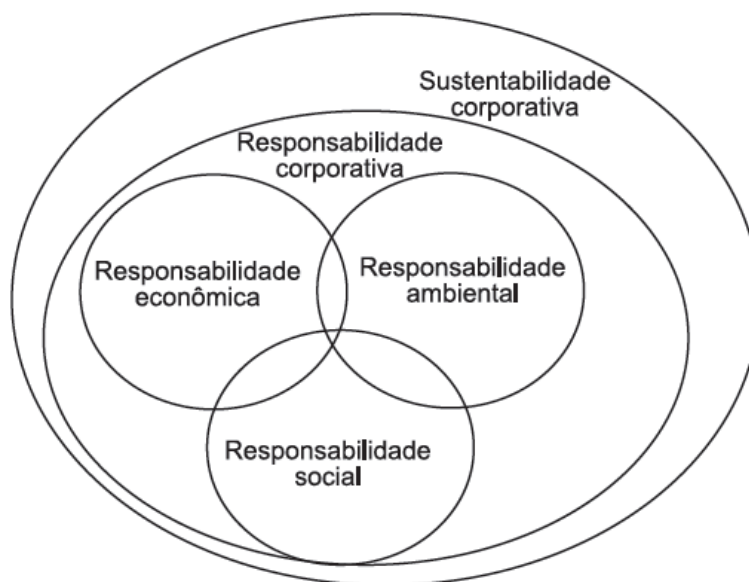 Sustentabilidade
corporativa
Responsabilidade
corporativa
Responsabilidade
econômica
Responsabilidade
ambiental
Responsabilidade
social